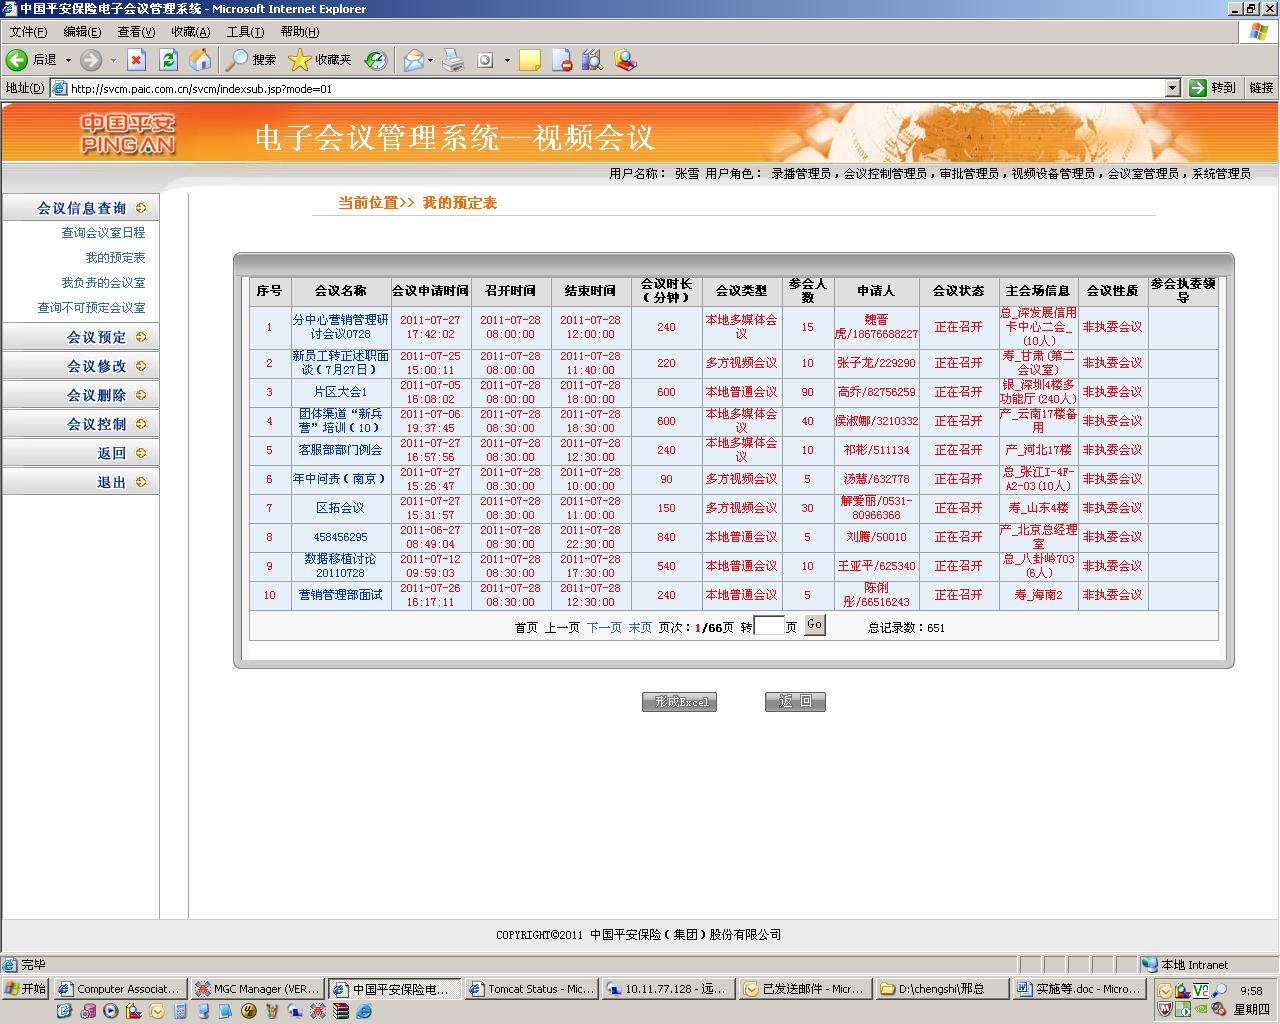 中国平安保险电子会议管理系统 - Microsoft Internet Explorer
文件(F) 编辑(E) 查看(V) 收藏(A) 工具(T) 帮助(H)
后退 搜索 收藏夹
地址(D) http://svcm.paic.com.cn/svcm/indexsub.jsp?mode=01 转到 链接
中国平安
PING AN
电子会议管理系统--视频会议
用户名称： 张雪 用户角色： 录播管理员，会议控制管理员，审批管理员，视频设备管理员，会议室管理员，系统管理员
当前位置>> 我的预定表
会议信息查询
查询会议室日程
我的预定表
我负责的会议室
查询不可预定会议室
会议预定
会议修改
会议删除
会议控制
返回
退出
序号 会议名称 会议申请时间 召开时间 结束时间 会议时长（分钟） 会议类型 参会人数 申请人 会议状态 主会场信息 会议性质 参会执委领导
1 分中心营销管理研讨会议0728 2011-07-27 17:42:02 2011-07-28 08:00:00 2011-07-28 12:00:00 240 本地多媒体会议 15 魏晋虎/18676688227 正在召开 总_深发展信用卡中心二会_(10人) 非执委会议
2 新员工转正述职面谈（7月27日） 2011-07-25 15:00:11 2011-07-28 08:00:00 2011-07-28 11:40:00 220 多方视频会议 10 张子龙/229290 正在召开 寿_甘肃(第二会议室) 非执委会议
3 片区大会1 2011-07-05 16:08:02 2011-07-28 08:00:00 2011-07-28 18:00:00 600 本地普通会议 90 高乔/82756259 正在召开 银_深圳4楼多功能厅(240人) 非执委会议
4 团体渠道“新兵营”培训（10） 2011-07-06 19:37:45 2011-07-28 08:30:00 2011-07-28 18:30:00 600 本地多媒体会议 40 侯淑娜/3210332 正在召开 产_云南17楼备用 非执委会议
5 客服部部门例会 2011-07-27 16:57:56 2011-07-28 08:30:00 2011-07-28 12:30:00 240 本地多媒体会议 10 祁彬/511134 正在召开 产_河北17楼 非执委会议
6 年中问责（南京） 2011-07-27 15:26:47 2011-07-28 08:30:00 2011-07-28 10:00:00 90 多方视频会议 5 汤慧/632778 正在召开 总_张江I-4F-A2-03(10人) 非执委会议
7 区拓会议 2011-07-27 15:31:57 2011-07-28 08:30:00 2011-07-28 11:00:00 150 多方视频会议 30 解爱丽/0531-80966368 正在召开 寿_山东4楼 非执委会议
8 458456295 2011-06-27 08:49:04 2011-07-28 08:30:00 2011-07-28 22:30:00 840 本地普通会议 5 刘腾/50010 正在召开 产_北京总经理室 非执委会议
9 数据移植讨论20110728 2011-07-12 09:59:03 2011-07-28 08:30:00 2011-07-28 17:30:00 540 本地普通会议 10 王亚平/625340 正在召开 总_八卦岭703(6人) 非执委会议
10 营销管理部面试 2011-07-26 16:17:11 2011-07-28 08:30:00 2011-07-28 12:30:00 240 本地普通会议 5 陈俐彤/66516243 正在召开 寿_海南2 非执委会议
首页 上一页 下一页 末页 页次：1/66页 转 页 Go 总记录数：651
形成Excel 返 回
COPYRIGHT©2011 中国平安保险（集团）股份有限公司
完毕 本地 Intranet
开始 Computer Associat... MGC Manager (VER... 中国平安保险电... Tomcat Status - Mic... 10.11.77.128 - 远... 已发送邮件 - Micr... D:\chengshi\邢总 实施等.doc - Micro... 9:58
星期四